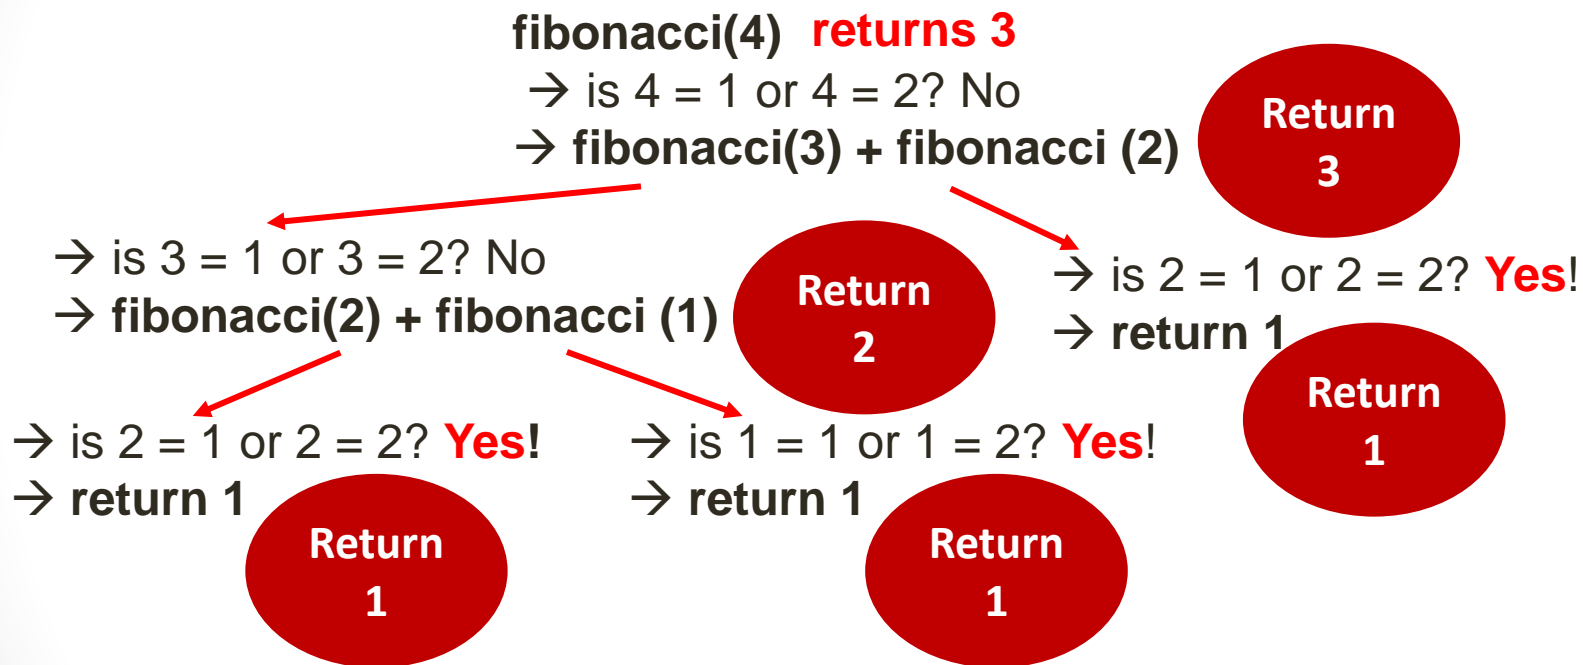 fibonacci(4) returns 3
→ is 4 = 1 or 4 = 2? No
→ fibonacci(3) + fibonacci (2)
Return
3
→ is 3 = 1 or 3 = 2? No
→ fibonacci(2) + fibonacci (1)
Return
2
→ is 2 = 1 or 2 = 2? Yes!
→ return 1
Return
1
→ is 2 = 1 or 2 = 2? Yes!
→ return 1
Return
1
→ is 1 = 1 or 1 = 2? Yes!
→ return 1
Return
1